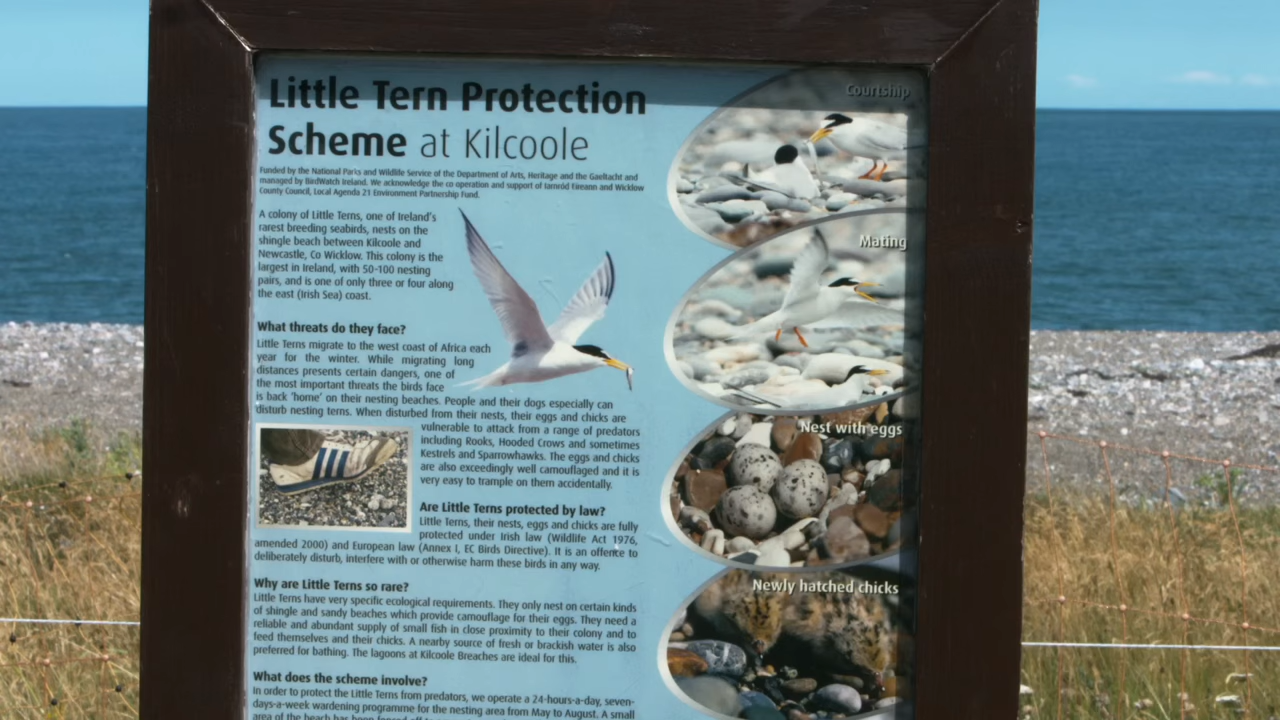 Little Tern Protection
Scheme at Kilcoole
Funded by the National Parks and Wildlife Service of the Department of Arts, Heritage and the Gaeltacht and
managed by BirdWatch Ireland. We acknowledge the co operation and support of Iarnród Éireann and Wicklow
County Council, Local Agenda 21 Environment Partnership Fund.
A colony of Little Terns, one of Ireland's
rarest breeding seabirds, nests on the
shingle beach between Kilcoole and
Newcastle, Co Wicklow. This colony is the
largest in Ireland, with 50-100 nesting
pairs, and is one of only three or four along
the east (Irish Sea) coast.
What threats do they face?
Little Terns migrate to the west coast of Africa each
year for the winter. While migrating long
distances presents certain dangers, one of
the most important threats the birds face
is back 'home' on their nesting beaches. People and their dogs especially can
disturb nesting terns. When disturbed from their nests, their eggs and chicks are
vulnerable to attack from a range of predators
including Rooks, Hooded Crows and sometimes
Kestrels and Sparrowhawks. The eggs and chicks
are also exceedingly well camouflaged and it is
very easy to trample on them accidentally.
Are Little Terns protected by law?
Little Terns, their nests, eggs and chicks are fully
protected under Irish law (Wildlife Act 1976,
amended 2000) and European law (Annex I, EC Birds Directive). It is an offence to
deliberately disturb, interfere with or otherwise harm these birds in any way.
Why are Little Terns so rare?
Little Terns have very specific ecological requirements. They only nest on certain kinds
of shingle and sandy beaches which provide camouflage for their eggs. They need a
reliable and abundant supply of small fish in close proximity to their colony and to
feed themselves and their chicks. A nearby source of fresh or brackish water is also
preferred for bathing. The lagoons at Kilcoole Breaches are ideal for this.
What does the scheme involve?
In order to protect the Little Terns from predators, we operate a 24-hours-a-day, seven-
days-a-week wardening programme for the nesting area from May to August. A small
area of the beach has been fenced off
Courtship
Mating
Nest with eggs
Newly hatched chicks